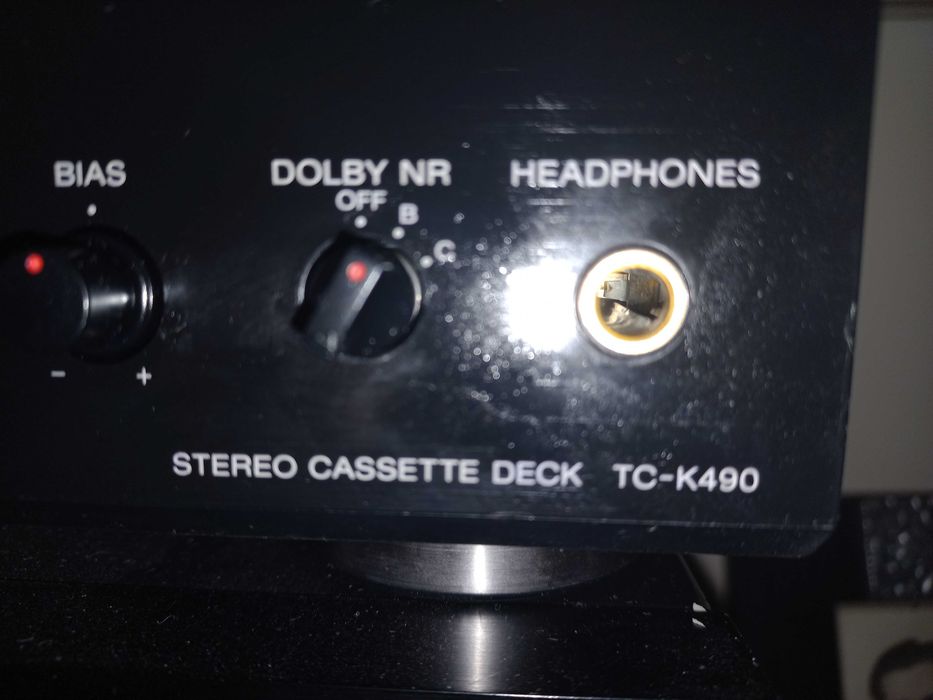 BIAS
- +
DOLBY NR
OFF
B
C
HEADPHONES
STEREO CASSETTE DECK TC-K490